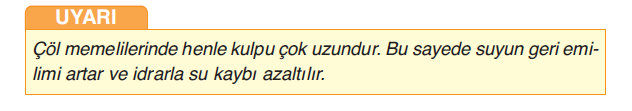 UYARI
Çöl memelilerinde henle kulpu çok uzundur. Bu sayede suyun geri emi-
limi artar ve idrarla su kaybı azaltılır.